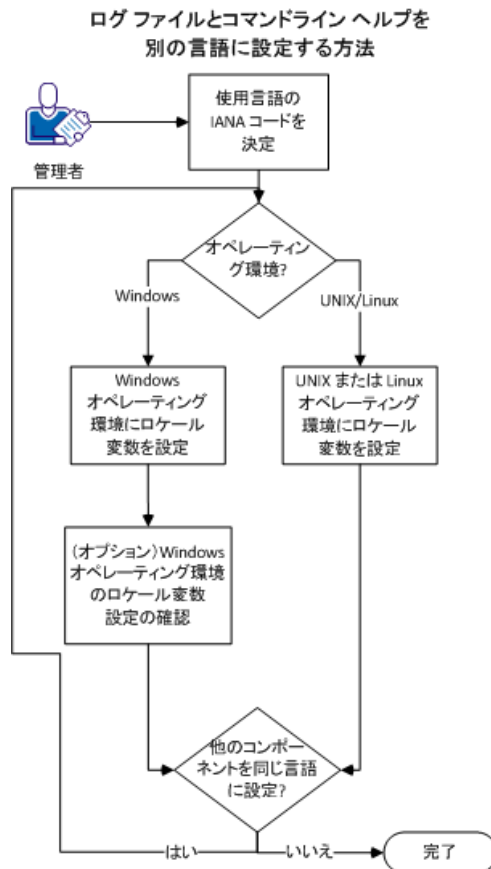 ログ ファイルとコマンドライン ヘルプを
別の言語に設定する方法
使用言語の
IANA コードを
決定
管理者
オペレーティン
グ環境?
Windows
UNIX/Linux
Windows
オペレーティング
環境にロケール
変数を設定
UNIX または Linux
オペレーティング
環境にロケール
変数を設定
(オプション)Windows
オペレーティング環境
のロケール変数
設定の確認
他のコンポー
ネントを同じ言語
に設定?
はい
いいえ
完了